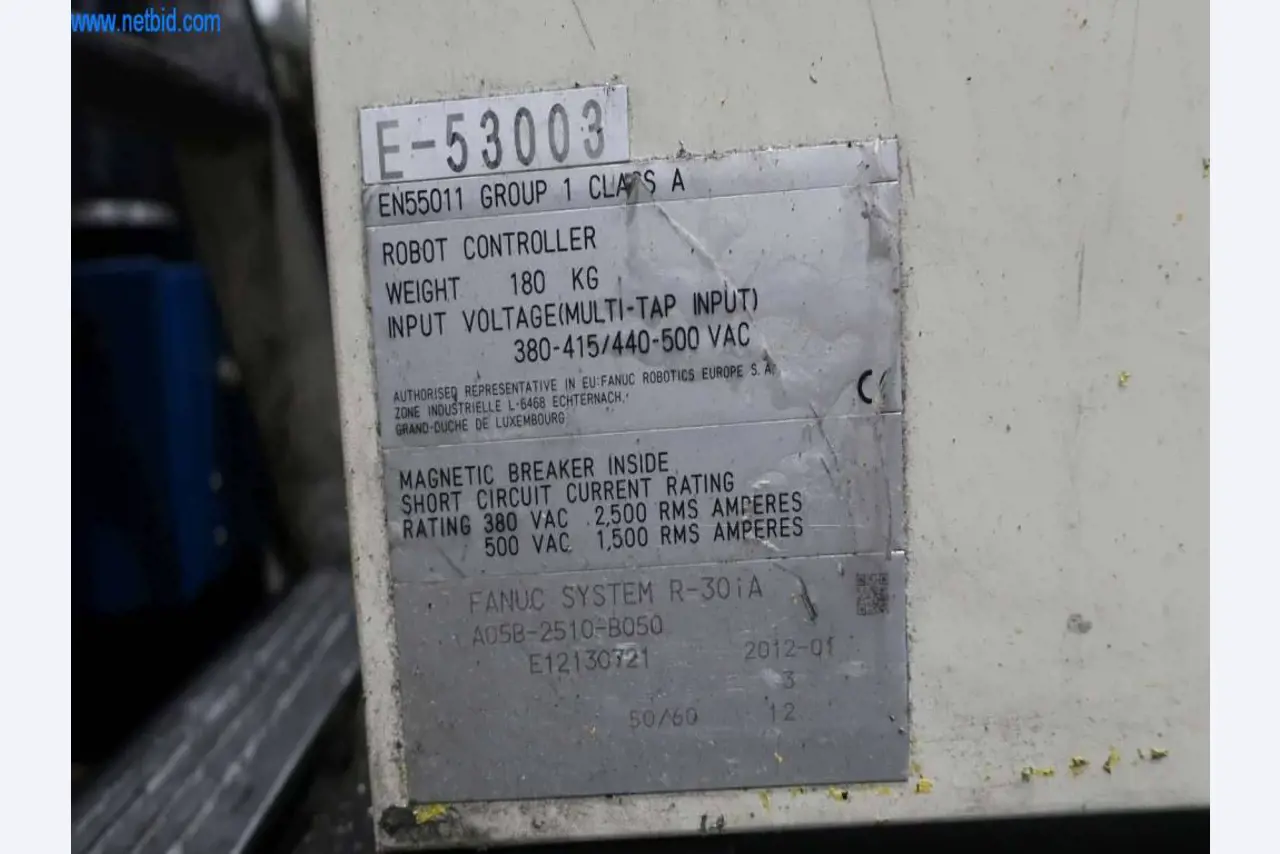 www.netbid.com
E-53003
EN55011 GROUP 1 CLASS A
ROBOT CONTROLLER
WEIGHT 180 KG
INPUT VOLTAGE(MULTI-TAP INPUT)
380-415/440-500 VAC
AUTHORISED REPRESENTATIVE IN EU:FANUC ROBOTICS EUROPE S.A.
ZONE INDUSTRIELLE L-6468 ECHTERNACH,
GRAND-DUCHE DE LUXEMBOURG
CE
MAGNETIC BREAKER INSIDE
SHORT CIRCUIT CURRENT RATING
RATING 380 VAC 2,500 RMS AMPERES
500 VAC 1,500 RMS AMPERES
FANUC SYSTEM R-30iA
A05B-2510-B050
E12130721 2012-01
3
50/60 12